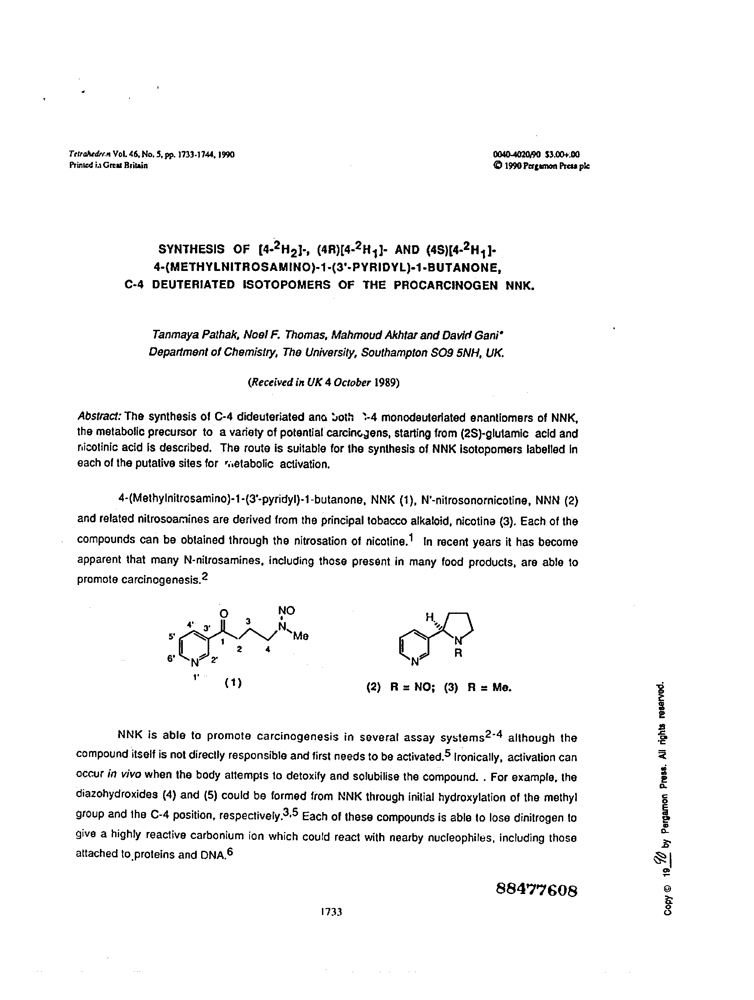 Tetrahedron Vol. 46, No. 5, pp. 1733-1744, 1990
Printed in Great Britain
0040-4020/90 $3.00+.00
© 1990 Pergamon Press plc
SYNTHESIS OF [4-²H₂]-, (4R)[4-²H₁]- AND (4S)[4-²H₁]-
4-(METHYLNITROSAMINO)-1-(3'-PYRIDYL)-1-BUTANONE,
C-4 DEUTERIATED ISOTOPOMERS OF THE PROCARCINOGEN NNK.
Tanmaya Pathak, Noel F. Thomas, Mahmoud Akhtar and David Gani*
Department of Chemistry, The University, Southampton SO9 5NH, UK.
(Received in UK 4 October 1989)
Abstract: The synthesis of C-4 dideuteriated and both C-4 monodeuteriated enantiomers of NNK,
the metabolic precursor to a variety of potential carcinogens, starting from (2S)-glutamic acid and
nicotinic acid is described. The route is suitable for the synthesis of NNK isotopomers labelled in
each of the putative sites for metabolic activation.
4-(Methylnitrosamino)-1-(3'-pyridyl)-1-butanone, NNK (1), N'-nitrosonornicotine, NNN (2)
and related nitrosoamines are derived from the principal tobacco alkaloid, nicotine (3). Each of the
compounds can be obtained through the nitrosation of nicotine.¹ In recent years it has become
apparent that many N-nitrosamines, including those present in many food products, are able to
promote carcinogenesis.²
O
NO
N
Me
1
2
3
4
1'
2'
3'
4'
5'
6'
N
(1)
H
N
R
N
(2) R = NO; (3) R = Me.
NNK is able to promote carcinogenesis in several assay systems²⁻⁴ although the
compound itself is not directly responsible and first needs to be activated.⁵ Ironically, activation can
occur in vivo when the body attempts to detoxify and solubilise the compound. . For example, the
diazohydroxides (4) and (5) could be formed from NNK through initial hydroxylation of the methyl
group and the C-4 position, respectively.³,⁵ Each of these compounds is able to lose dinitrogen to
give a highly reactive carbonium ion which could react with nearby nucleophiles, including those
attached to proteins and DNA.⁶
88477608
1733
Copy © 1990 by Pergamon Press. All rights reserved.